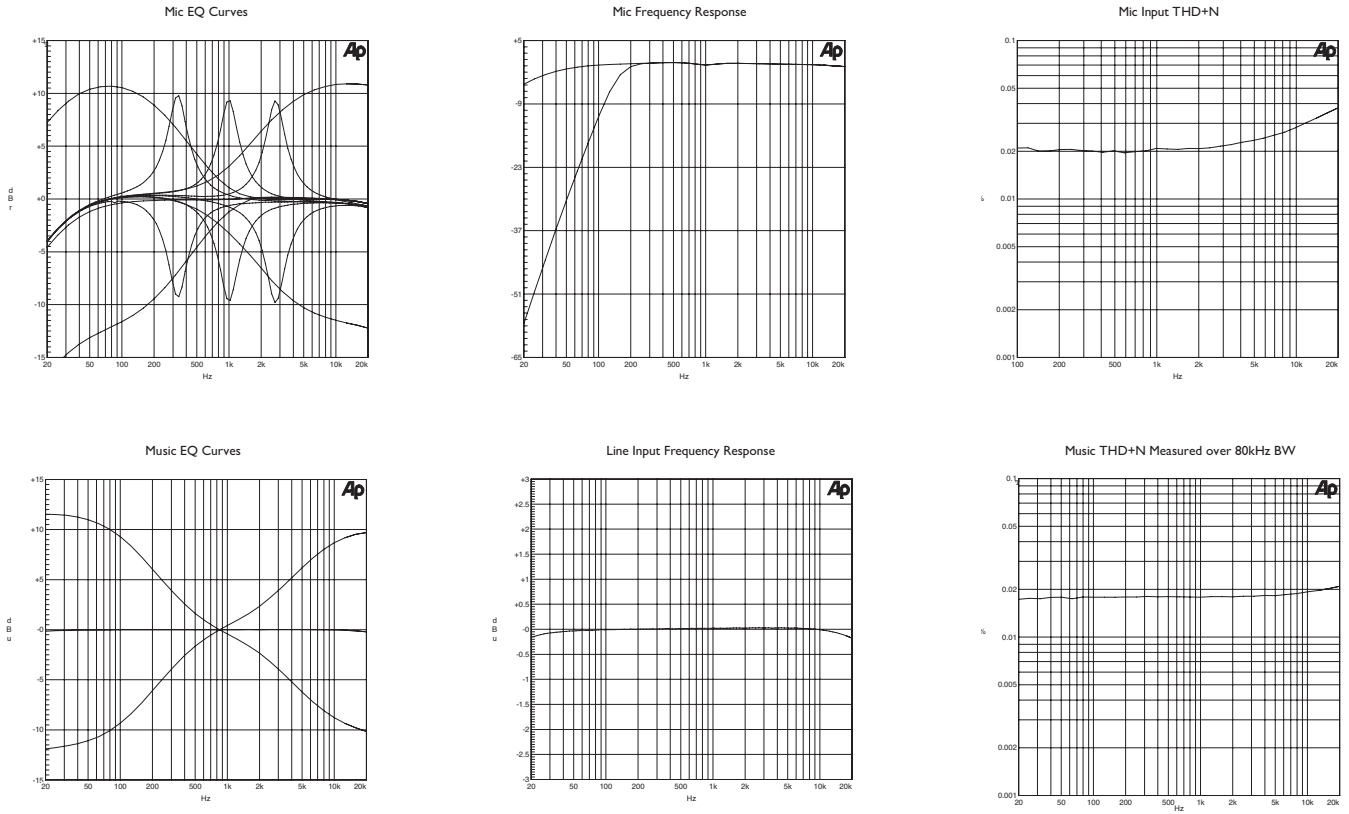 Mic EQ Curves
Ap
+15
+10
+5
+0
-5
-10
-15
d
B
r
20 50 100 200 500 1k 2k 5k 10k 20k
Hz
Mic Frequency Response
Ap
+5
-9
-23
-37
-51
-65
20 50 100 200 500 1k 2k 5k 10k 20k
Hz
Mic Input THD+N
Ap
0.1
0.05
0.02
0.01
0.005
0.002
0.001
%
100 200 500 1k 2k 5k 10k 20k
Hz
Music EQ Curves
Ap
+15
+10
+5
-0
-5
-10
-15
d
B
u
20 50 100 200 500 1k 2k 5k 10k 20k
Hz
Line Input Frequency Response
Ap
+3
+2.5
+2
+1.5
+1
+0.5
-0
-0.5
-1
-1.5
-2
-2.5
-3
d
B
u
20 50 100 200 500 1k 2k 5k 10k 20k
Hz
Music THD+N Measured over 80kHz BW
Ap
0.1
0.05
0.02
0.01
0.005
0.002
0.001
%
20 50 100 200 500 1k 2k 5k 10k 20k
Hz